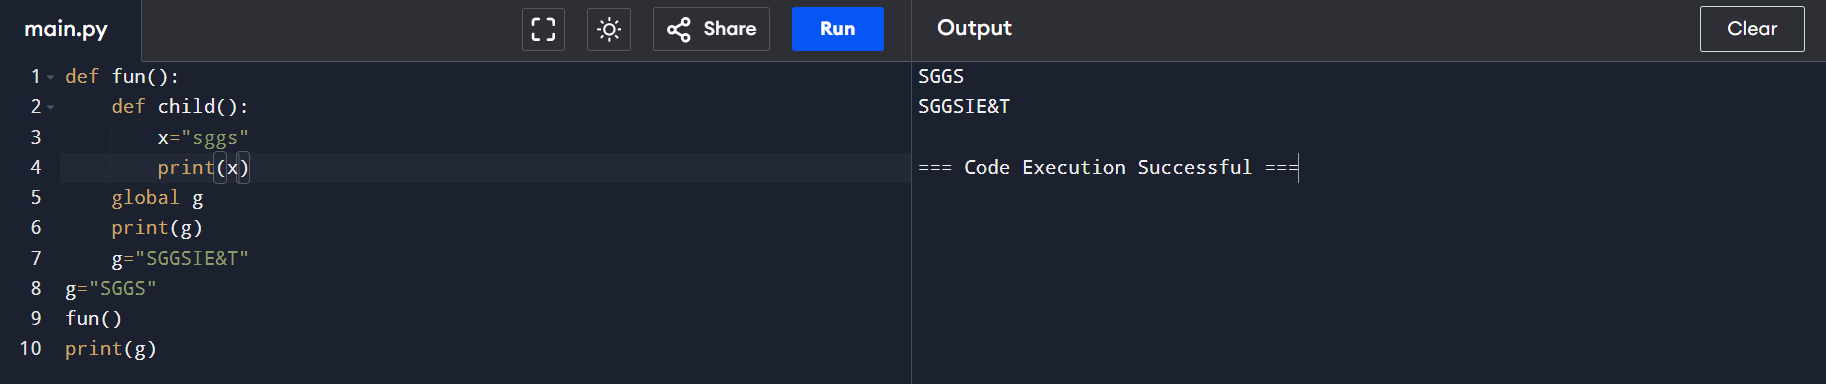 main.py Share Run Output Clear
1 def fun():
2     def child():
3         x="sggs"
4         print(x)
5     global g
6     print(g)
7     g="SGGSIE&T"
8 g="SGGS"
9 fun()
10 print(g)
SGGS
SGGSIE&T
=== Code Execution Successful ===